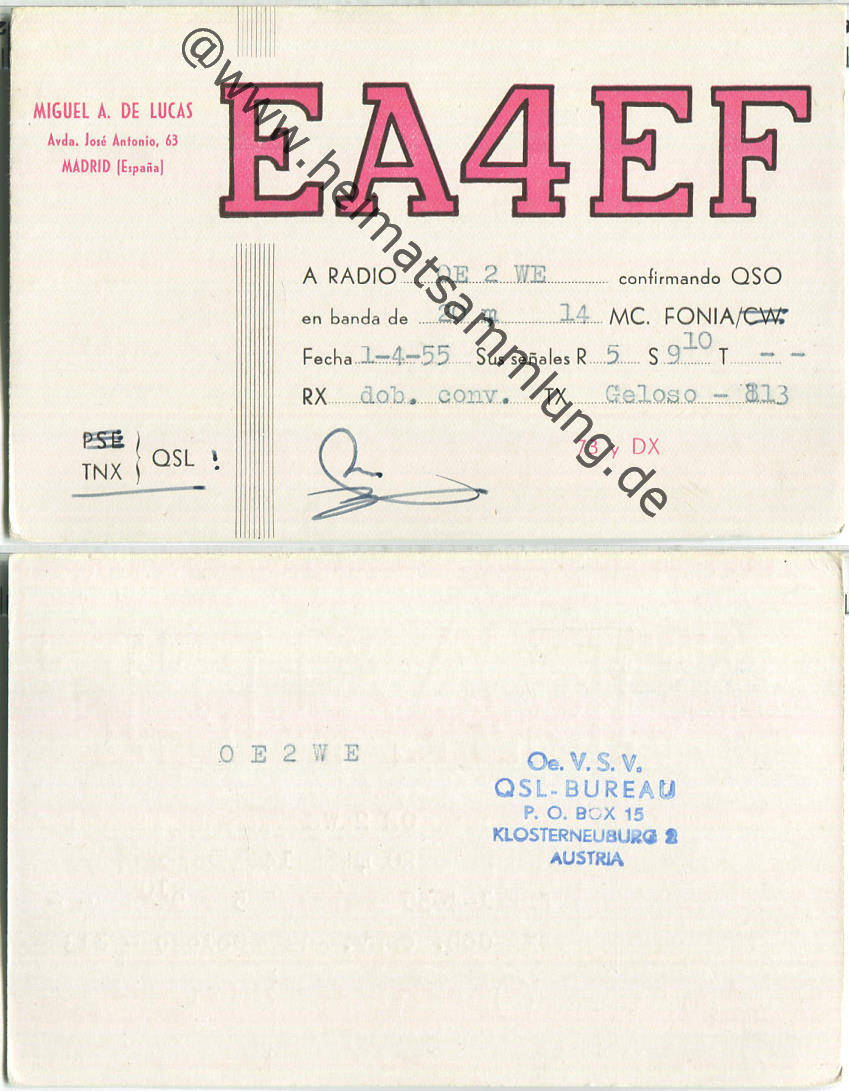 MIGUEL A. DE LUCAS
Avda. José Antonio, 63
MADRID (España)
EA4EF
A RADIO OE 2 WE confirmando QSO
en banda de 20 m 14 MC. FONIA/CW.
Fecha 1-4-55 Sus señales R 5 S 9 10 T - -
RX dob. conv. TX Geloso - 813
73 y DX
PSE
TNX
QSL !
@www.heimatsammlung.de
OE2WE
Oe. V. S. V.
QSL-BUREAU
P. O. BOX 15
KLOSTERNEUBURG 2
AUSTRIA